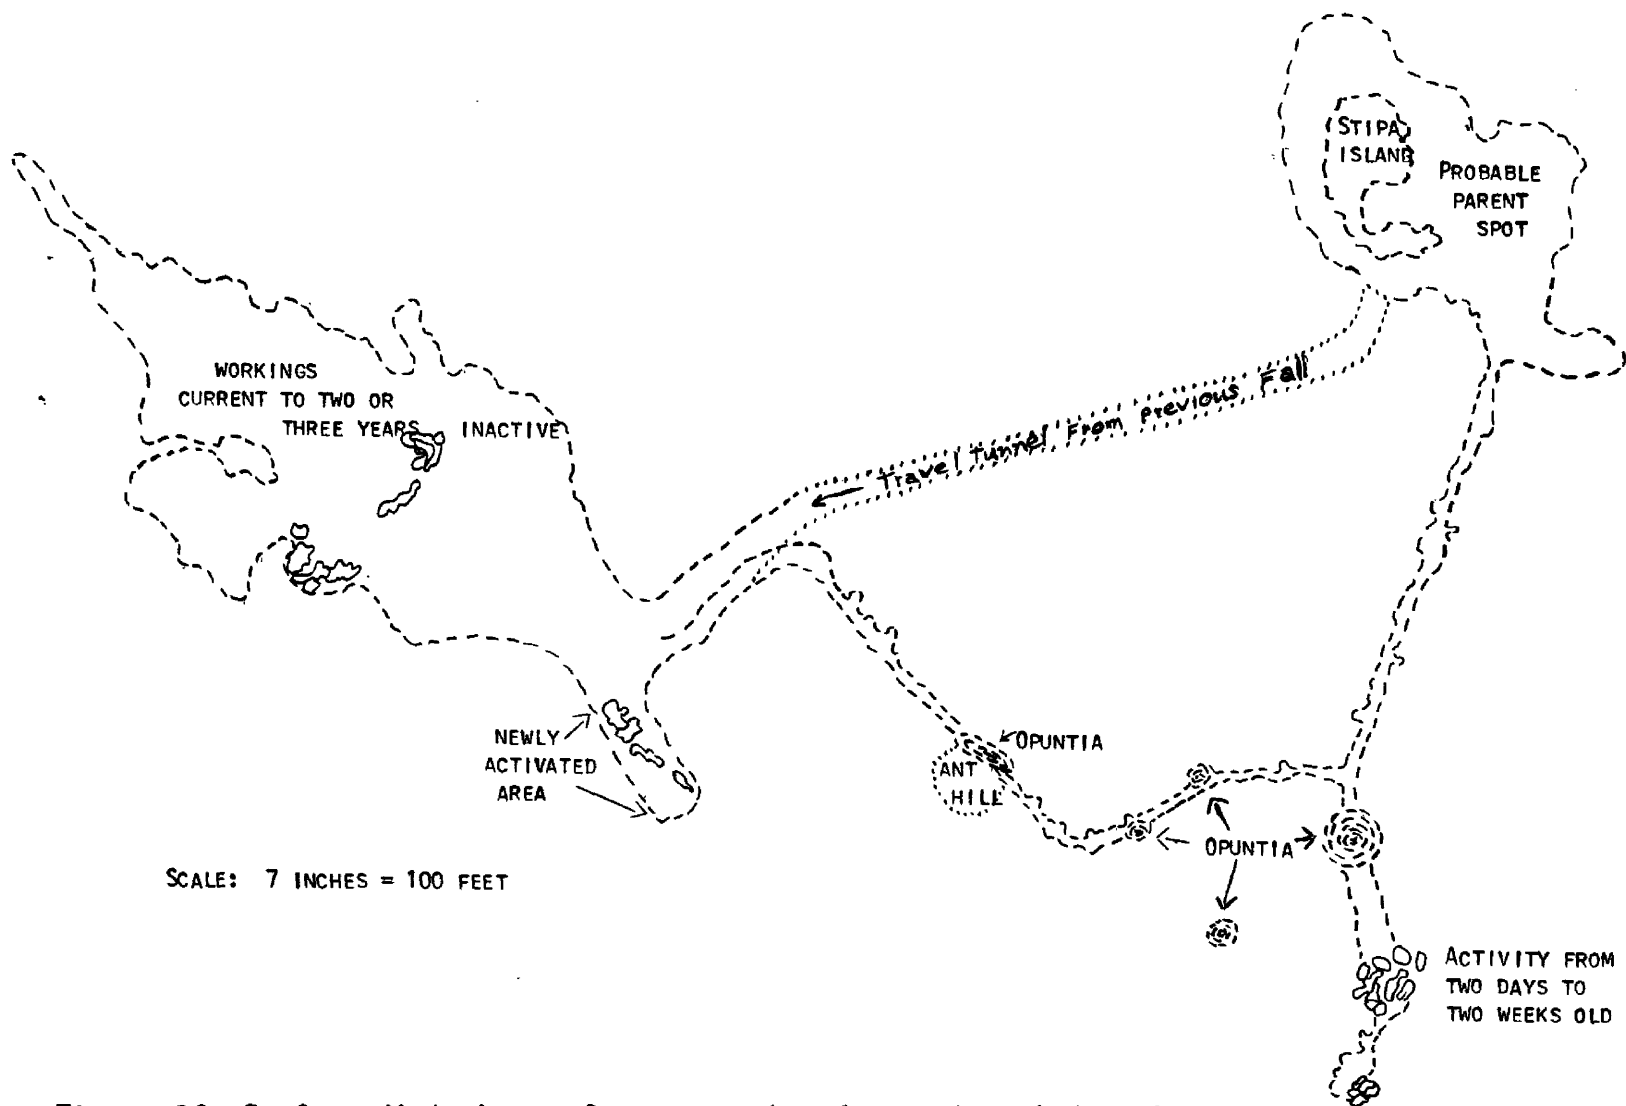 STIPA
ISLAND
PROBABLE
PARENT
SPOT
WORKINGS
CURRENT TO TWO OR
THREE YEARS INACTIVE
Travel Tunnel From Previous Fall
NEWLY
ACTIVATED
AREA
OPUNTIA
ANT
HILL
OPUNTIA
SCALE: 7 INCHES = 100 FEET
ACTIVITY FROM
TWO DAYS TO
TWO WEEKS OLD